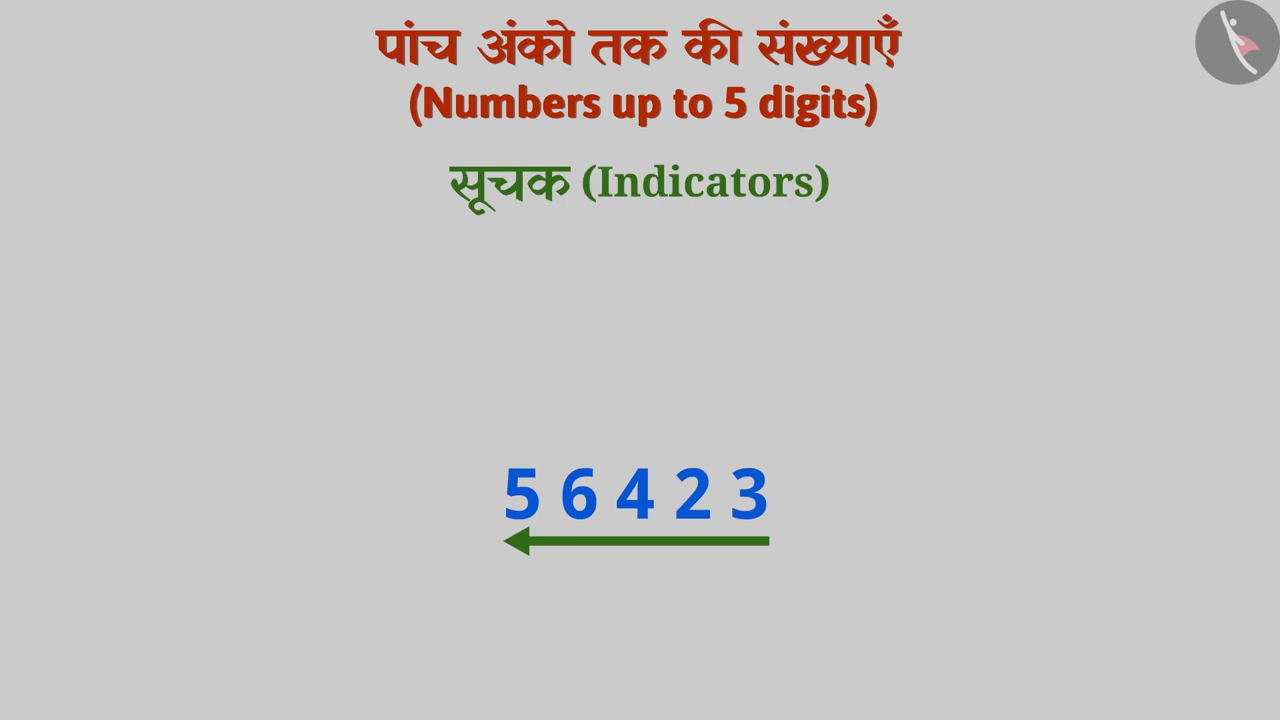 पांच अंको तक की संख्याएँ
(Numbers up to 5 digits)
सूचक (Indicators)
5 6 4 2 3